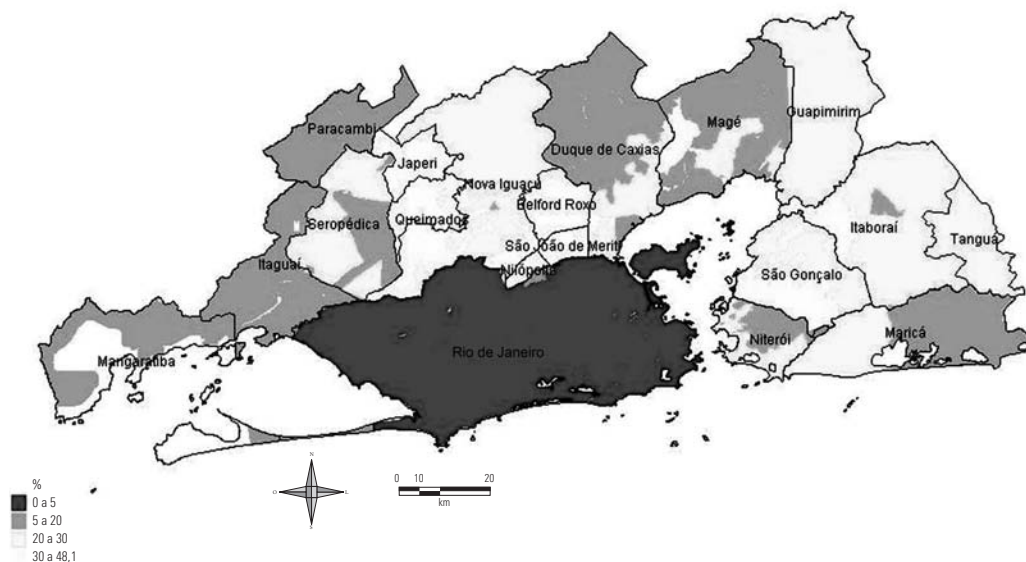 Guapimirim
Magé
Paracambi
Duque de Caxias
Japeri
Nova Iguaçu
Belford Roxo
Queimados
Seropédica
Itaboraí
Tangua
São João de Merit
Nilópolis
Itaguaí
São Gonçalo
Maricá
Niterói
Rio de Janeiro
Mangaratiba
N
O
L
S
0 10 20
km
%
0 a 5
5 a 20
20 a 30
30 a 48,1